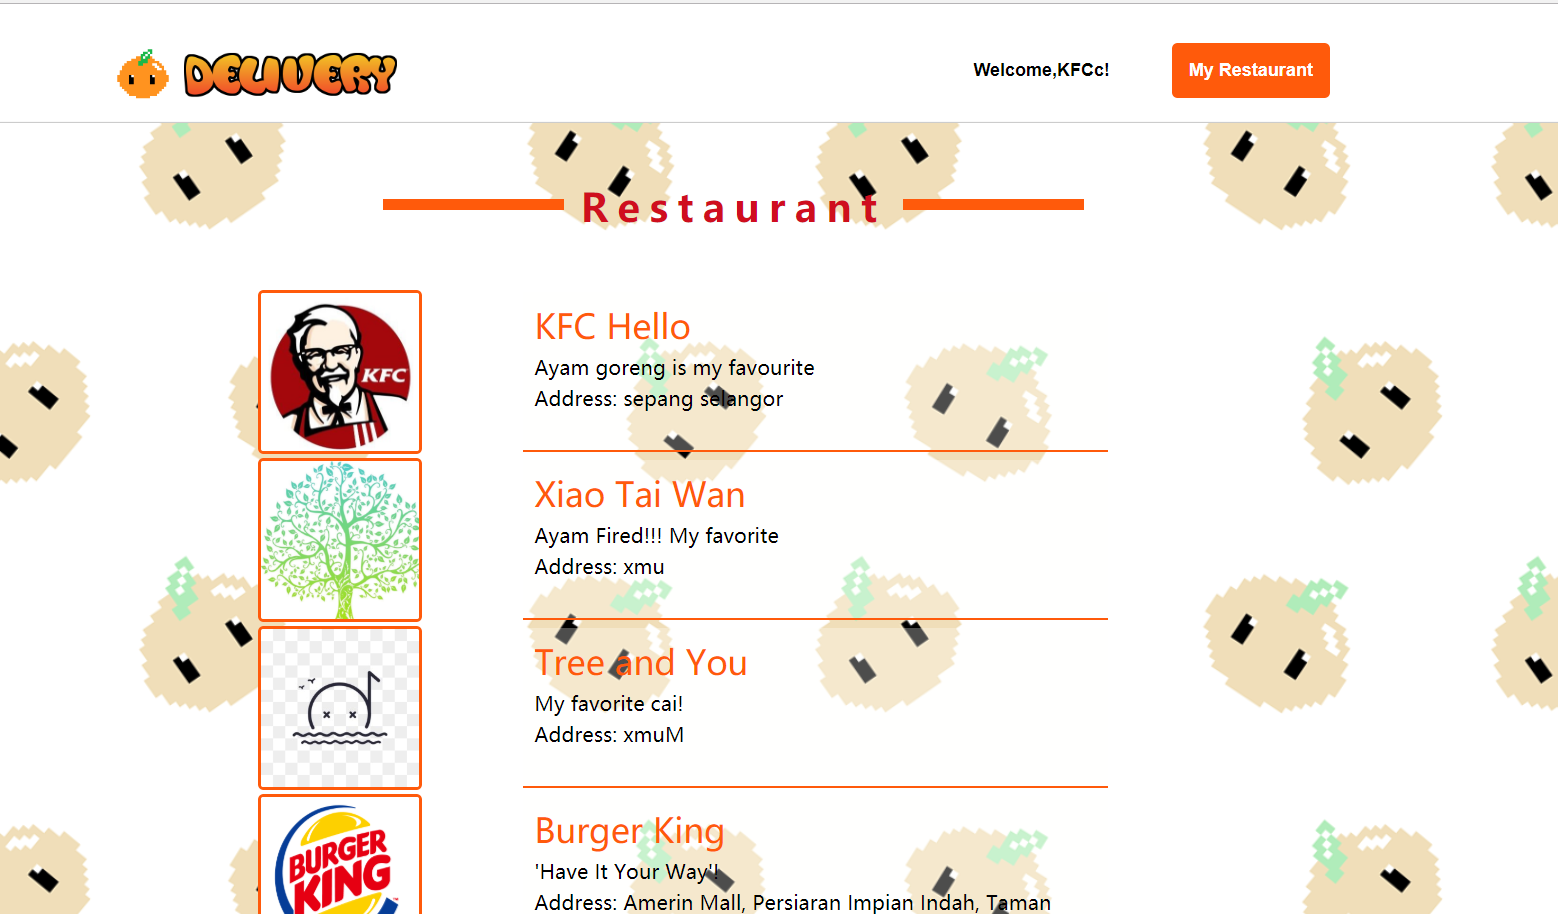 DELIVERY
Welcome,KFCc!
My Restaurant
Restaurant
KFC
KFC Hello
Ayam goreng is my favourite
Address: sepang selangor
Xiao Tai Wan
Ayam Fired!!! My favorite
Address: xmu
Tree and You
My favorite cai!
Address: xmuM
BURGER
KING
™
Burger King
'Have It Your Way'!
Address: Amerin Mall, Persiaran Impian Indah, Taman